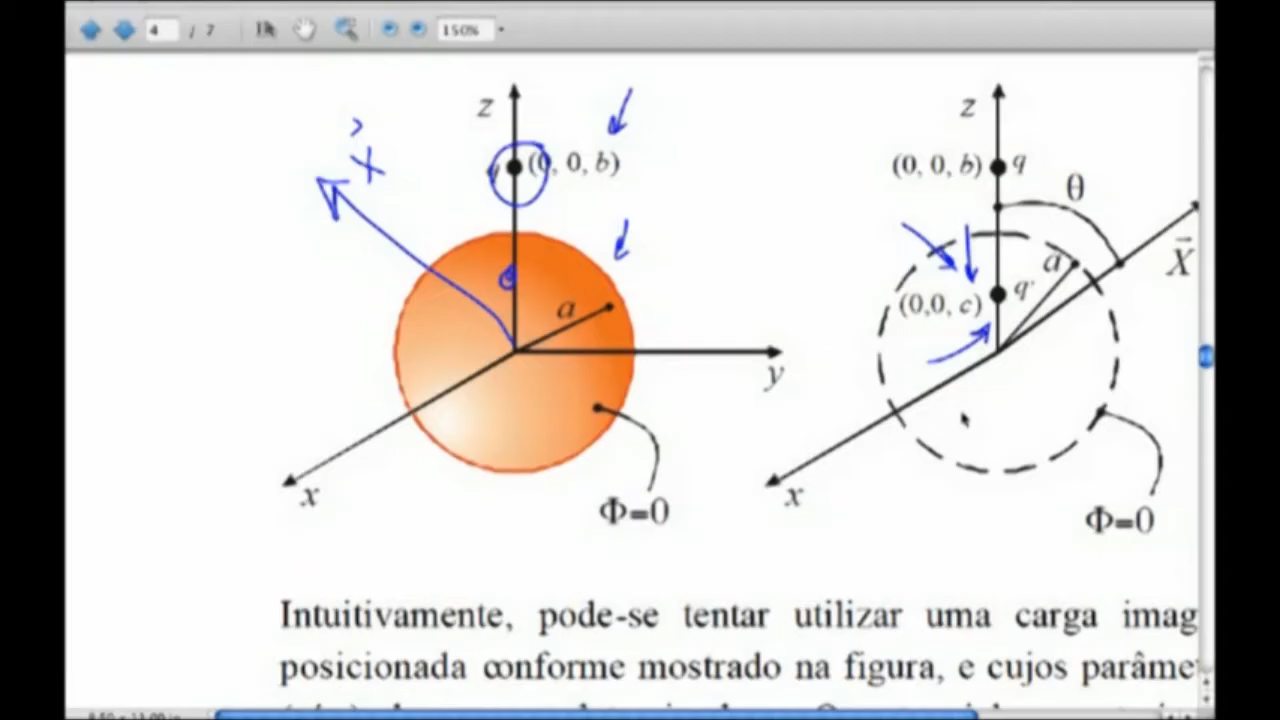 4 / 7 150%
z
X
(0, 0, b)
a
y
x
Φ=0
z
(0, 0, b) q
θ
X
a
(0,0, c) q'
x
Φ=0
Intuitivamente, pode-se tentar utilizar uma carga imag
posicionada conforme mostrado na figura, e cujos parâme